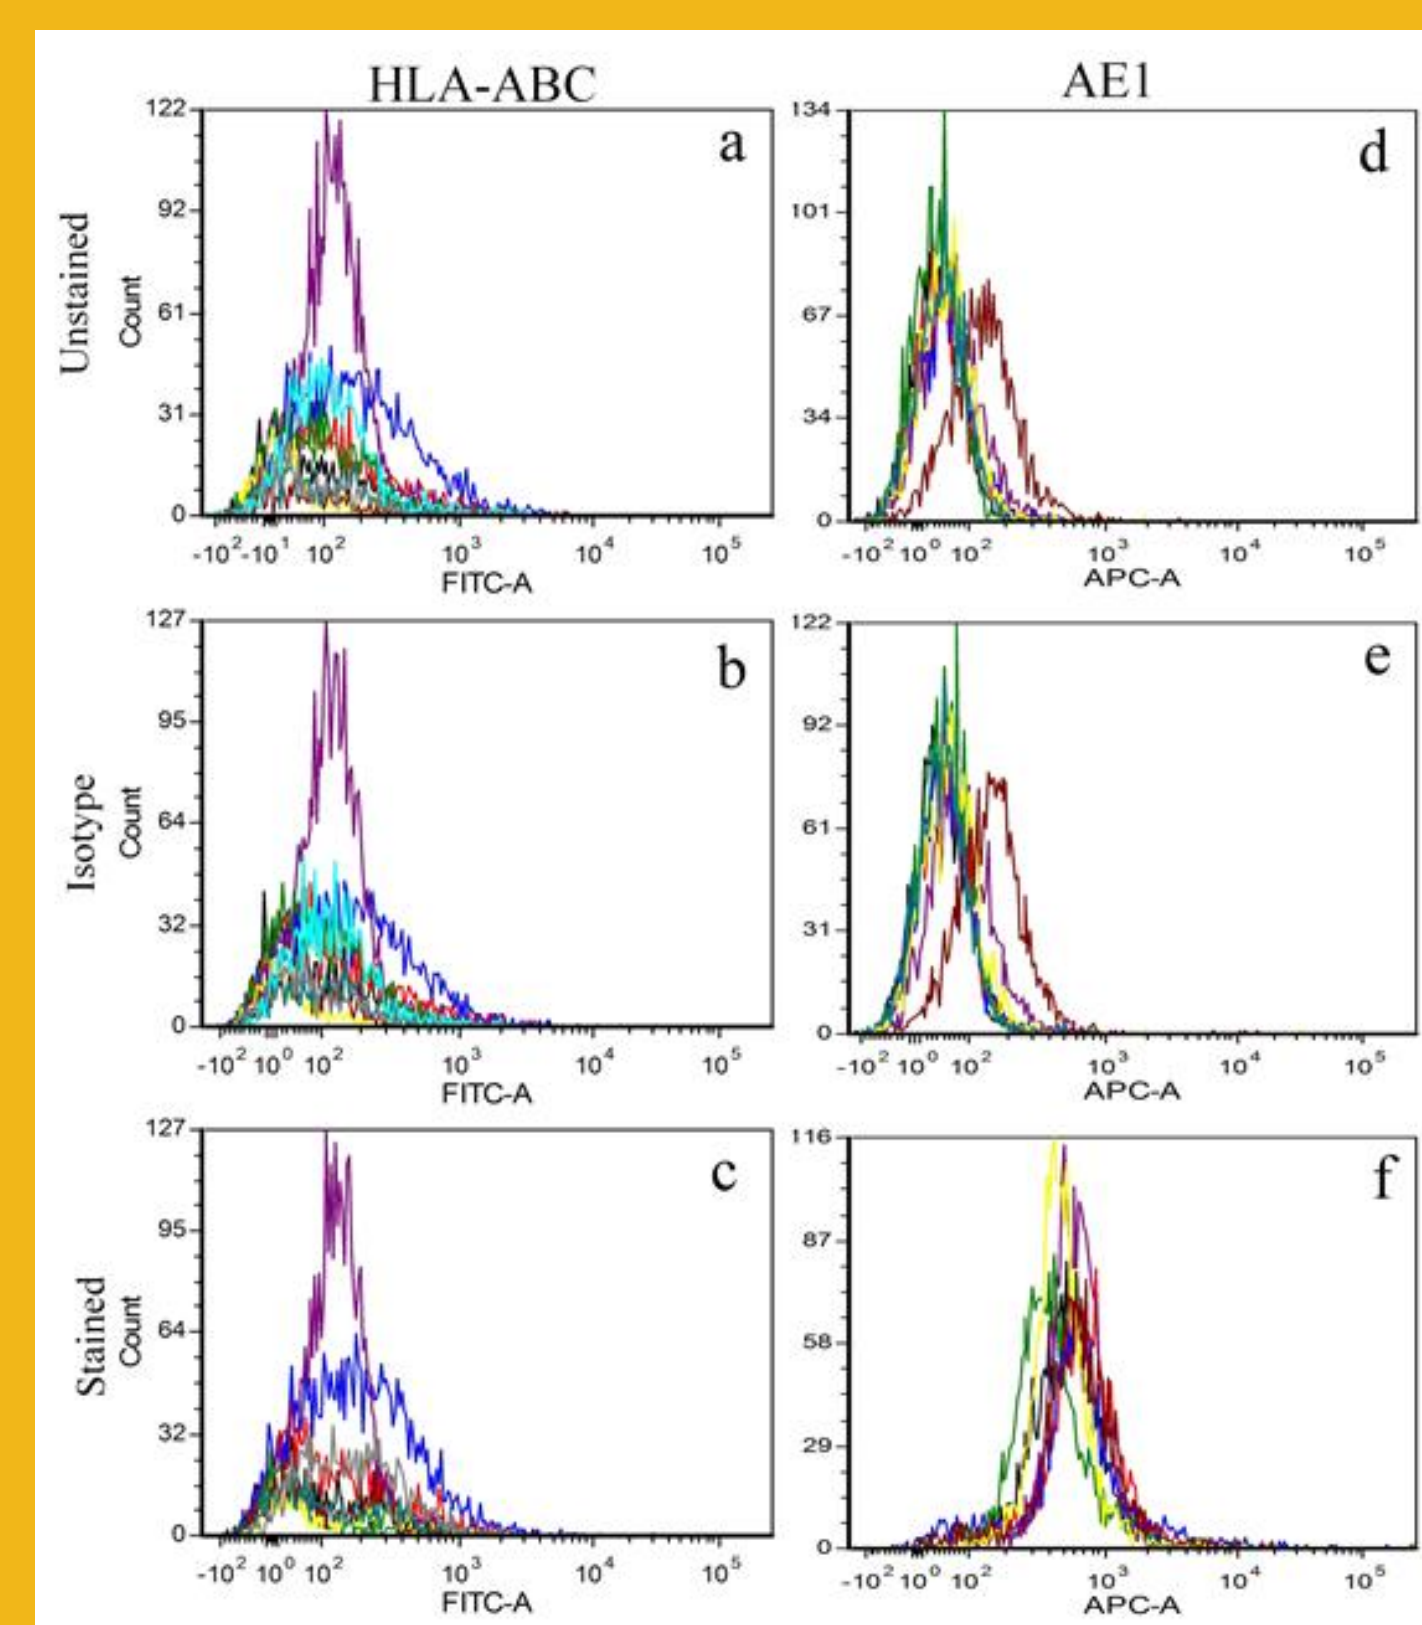 HLA-ABC
AE1
Unstained
Count
122
92
61
31
0
a
-10² -10¹ 10² 10³ 10⁴ 10⁵
FITC-A
134
101
67
34
0
d
-10² 10⁰ 10² 10³ 10⁴ 10⁵
APC-A
Isotype
Count
127
95
64
32
0
b
-10² 10⁰ 10² 10³ 10⁴ 10⁵
FITC-A
122
92
61
31
0
e
-10² 10⁰ 10² 10³ 10⁴ 10⁵
APC-A
Stained
Count
127
95
64
32
0
c
-10² 10⁰ 10² 10³ 10⁴ 10⁵
FITC-A
116
87
58
29
0
f
-10² 10⁰ 10² 10³ 10⁴ 10⁵
APC-A